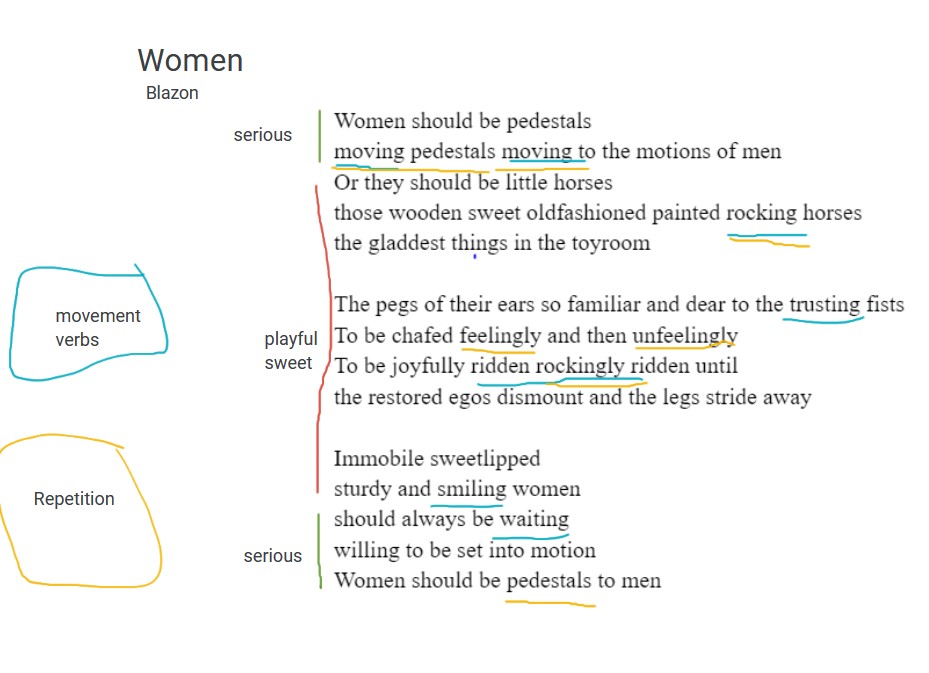 Women
Blazon
serious
Women should be pedestals
moving pedestals moving to the motions of men
Or they should be little horses
those wooden sweet oldfashioned painted rocking horses
the gladdest things in the toyroom
movement
verbs
playful
sweet
The pegs of their ears so familiar and dear to the trusting fists
To be chafed feelingly and then unfeelingly
To be joyfully ridden rockingly ridden until
the restored egos dismount and the legs stride away
Repetition
Immobile sweetlipped
sturdy and smiling women
should always be waiting
willing to be set into motion
Women should be pedestals to men
serious